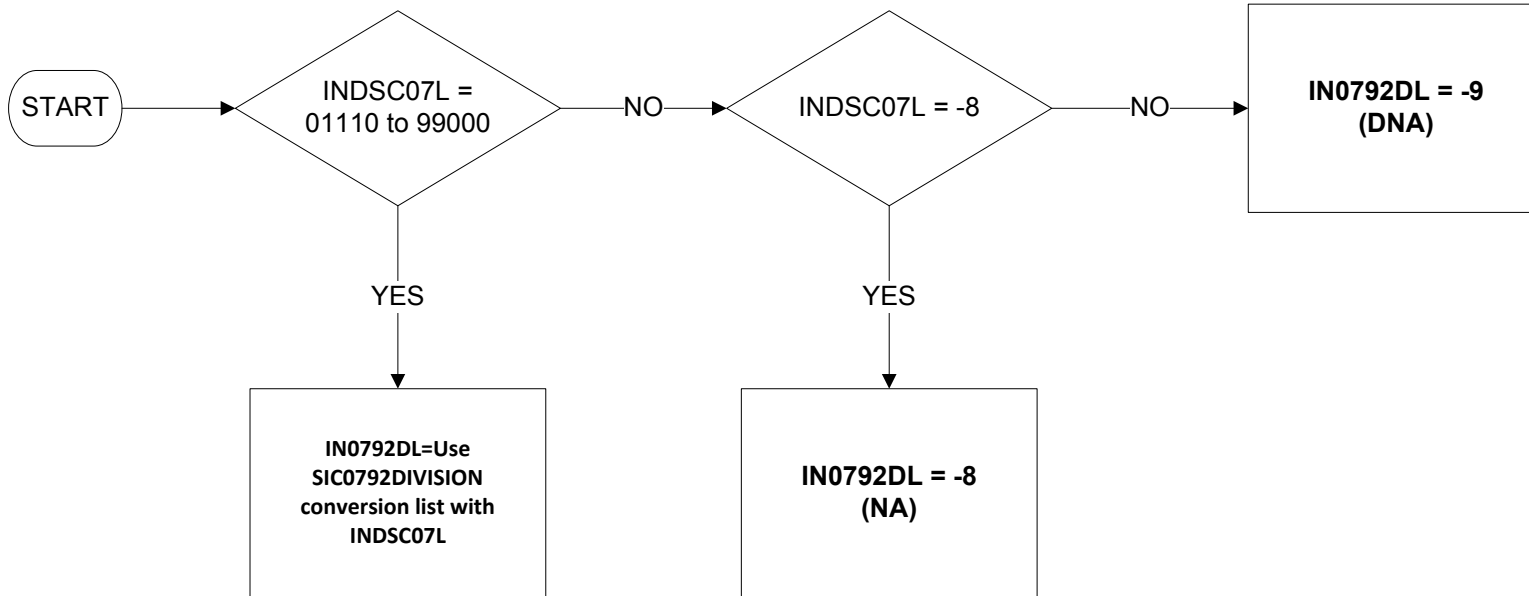 START
INDSC07L =
01110 to 99000
NO
INDSC07L = -8
NO
IN0792DL = -9
(DNA)
YES
YES
IN0792DL=Use
SIC0792DIVISION
conversion list with
INDSC07L
IN0792DL = -8
(NA)